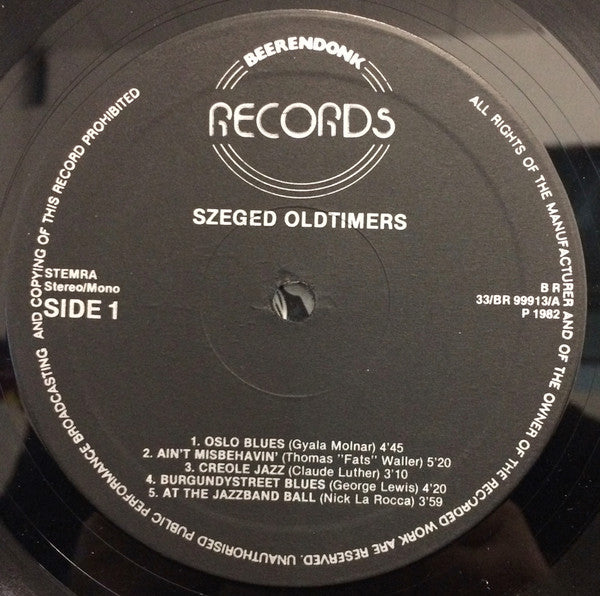 BEERENDONK
RECORDS
SZEGED OLDTIMERS
STEMRA
Stereo/Mono
SIDE 1
B R
33/BR 99913/A
P 1982
1. OSLO BLUES (Gyala Molnar) 4'45
2. AIN'T MISBEHAVIN' (Thomas "Fats" Waller) 5'20
3. CREOLE JAZZ (Claude Luther) 3'10
4. BURGUNDYSTREET BLUES (George Lewis) 4'20
5. AT THE JAZZBAND BALL (Nick La Rocca) 3'59
ALL RIGHTS OF THE MANUFACTURER AND OF THE OWNER OF THE RECORDED WORK ARE RESERVED. UNAUTHORISED PUBLIC PERFORMANCE BROADCASTING AND COPYING OF THIS RECORD PROHIBITED